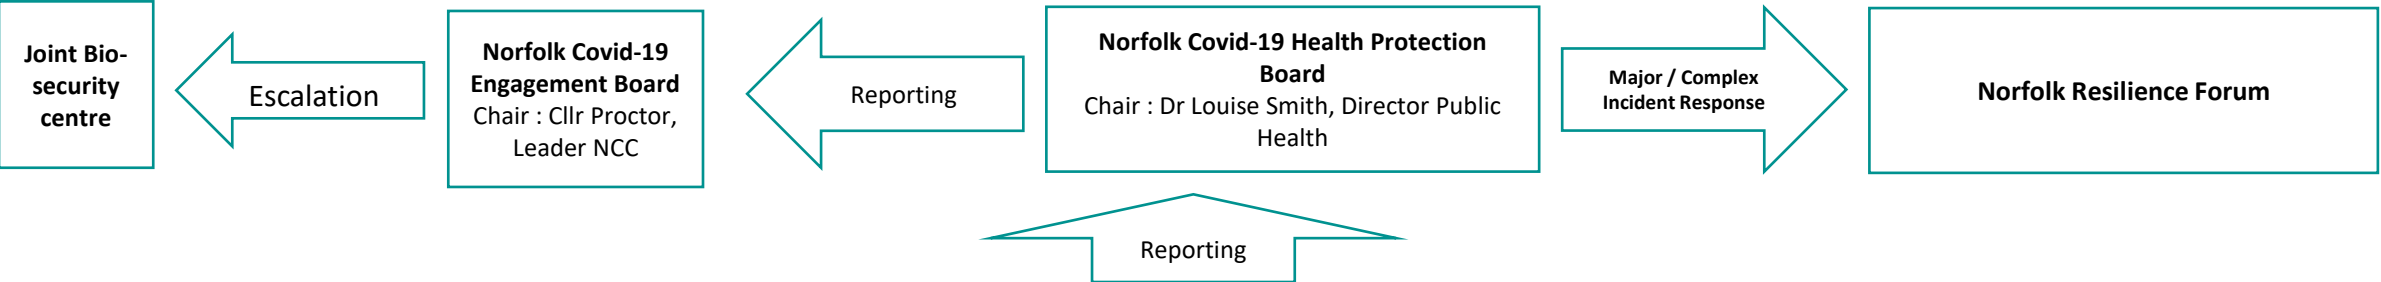 Joint Bio-
security
centre
Escalation
Norfolk Covid-19
Engagement Board
Chair : Cllr Proctor,
Leader NCC
Reporting
Norfolk Covid-19 Health Protection
Board
Chair : Dr Louise Smith, Director Public
Health
Major / Complex
Incident Response
Norfolk Resilience Forum
Reporting